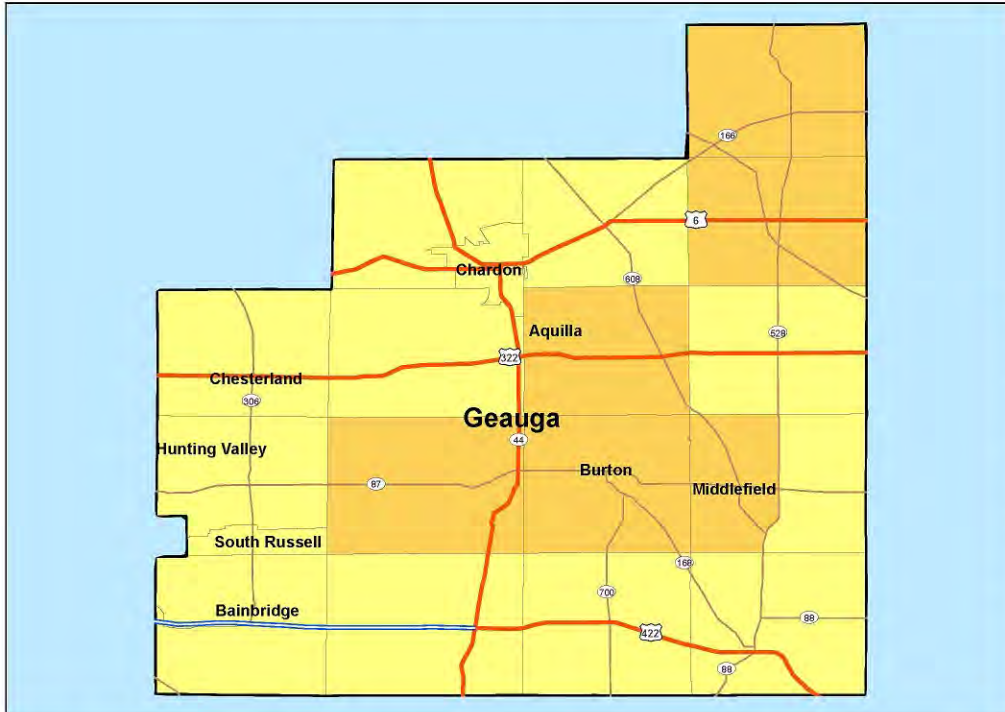 166
6
Chardon
608
Aquilla
528
322
Chesterland
306
Geauga
44
Hunting Valley
Burton
87
Middlefield
South Russell
168
700
Bainbridge
88
422
88